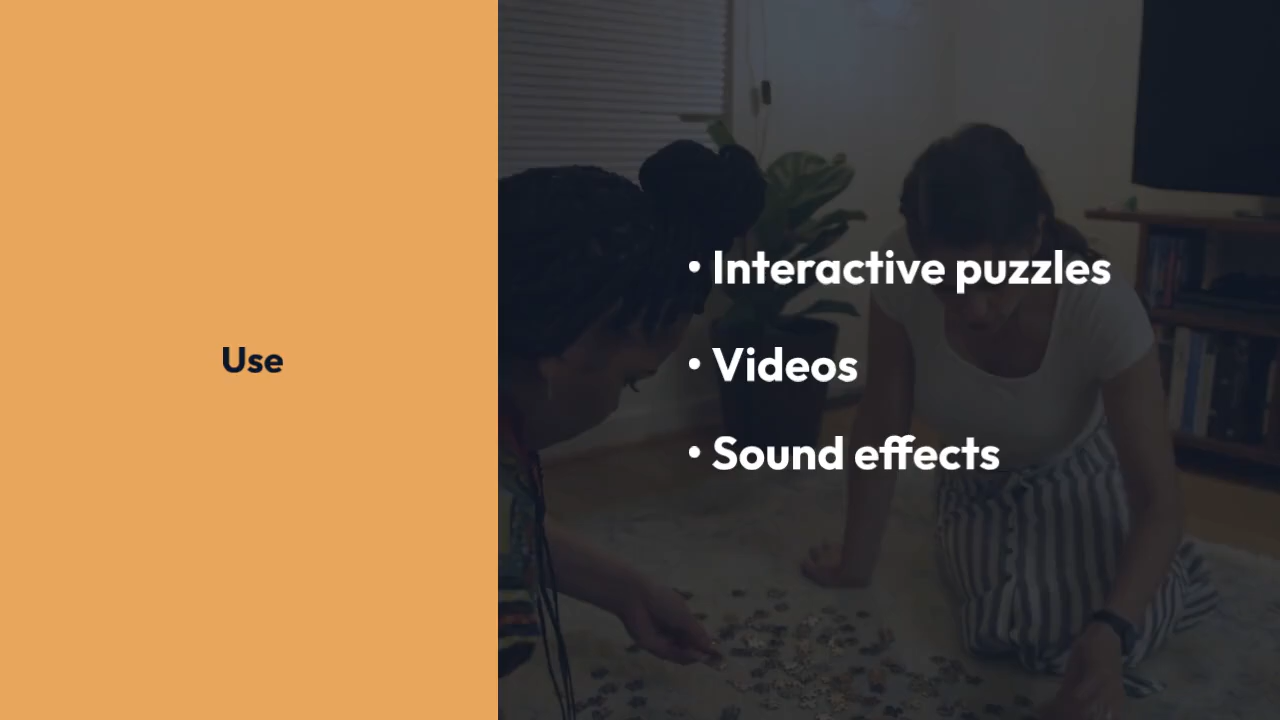 Use
• Interactive puzzles
• Videos
• Sound effects